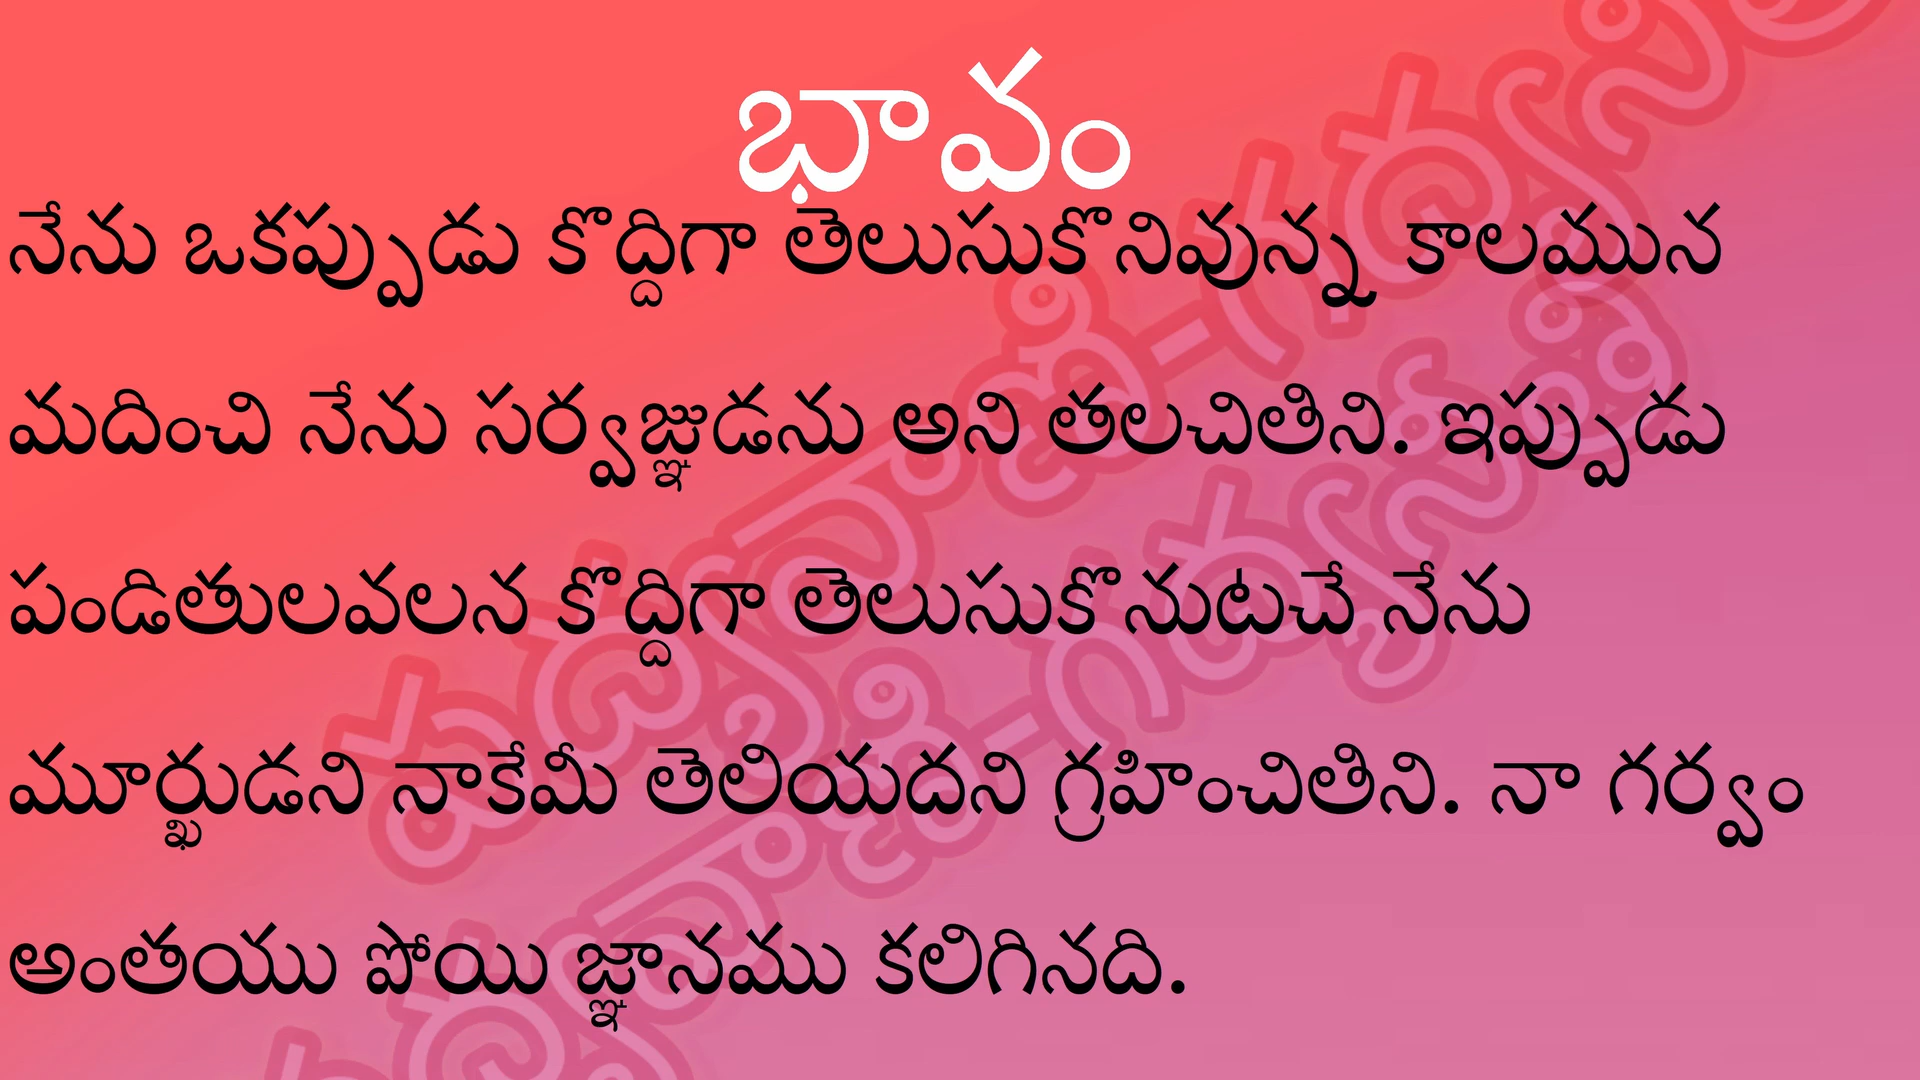 భావం
నేను ఒకప్పుడు కొద్దిగా తెలుసుకొనివున్న కాలమున
మదించి నేను సర్వజ్ఞుడను అని తలచితిని. ఇప్పుడు
పండితులవలన కొద్దిగా తెలుసుకొనుటచే నేను
మూర్ఖుడని నాకేమీ తెలియదని గ్రహించితిని. నా గర్వం
అంతయు పోయి జ్ఞానము కలిగినది.